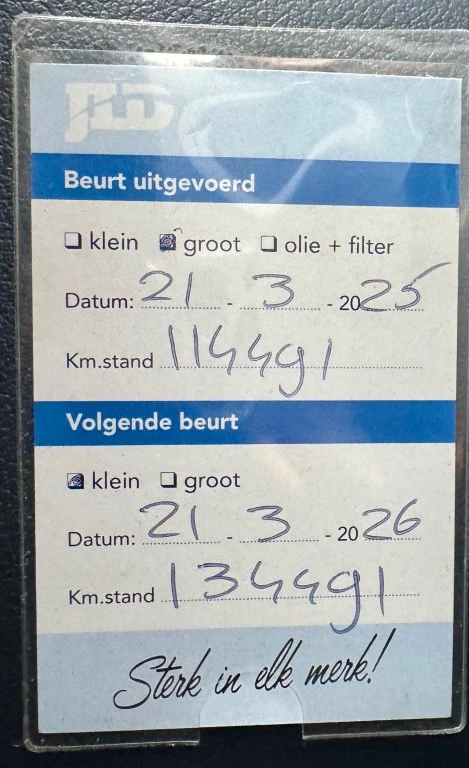 Beurt uitgevoerd
klein groot olie + filter
Datum: 21 - 3 - 2025
Km.stand 114491
Volgende beurt
klein groot
Datum: 21 - 3 - 2026
Km.stand 134491
Sterk in elk merk!